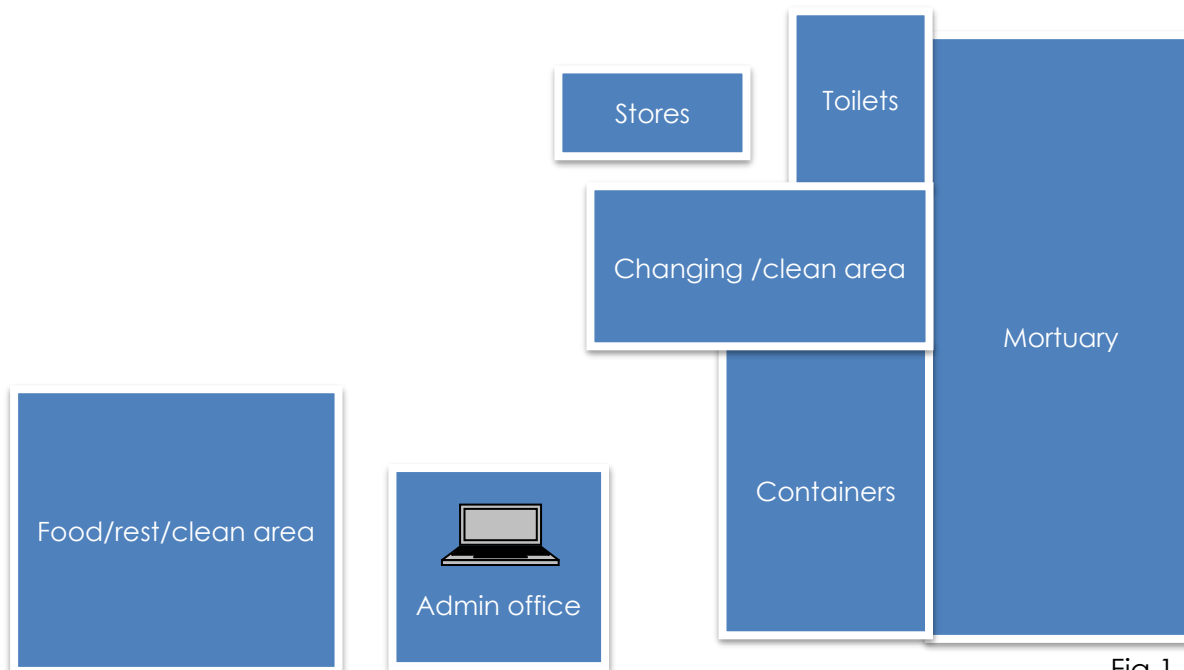 Stores
Toilets
Changing /clean area
Mortuary
Containers
Food/rest/clean area
Admin office
Fig 1